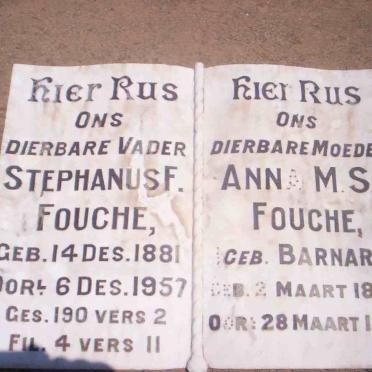 HIER RUS
ONS
DIERBARE VADER
STEPHANUS F.
FOUCHE,
GEB. 14 DES. 1881
OORL 6 DES. 1957
GES. 190 VERS 2
FIL. 4 VERS 11
HIER RUS
ONS
DIERBARE MOEDE
ANNA M.S
FOUCHE,
GEB. BARNAR
GEB. 2 MAART 18
OORL 28 MAART 1